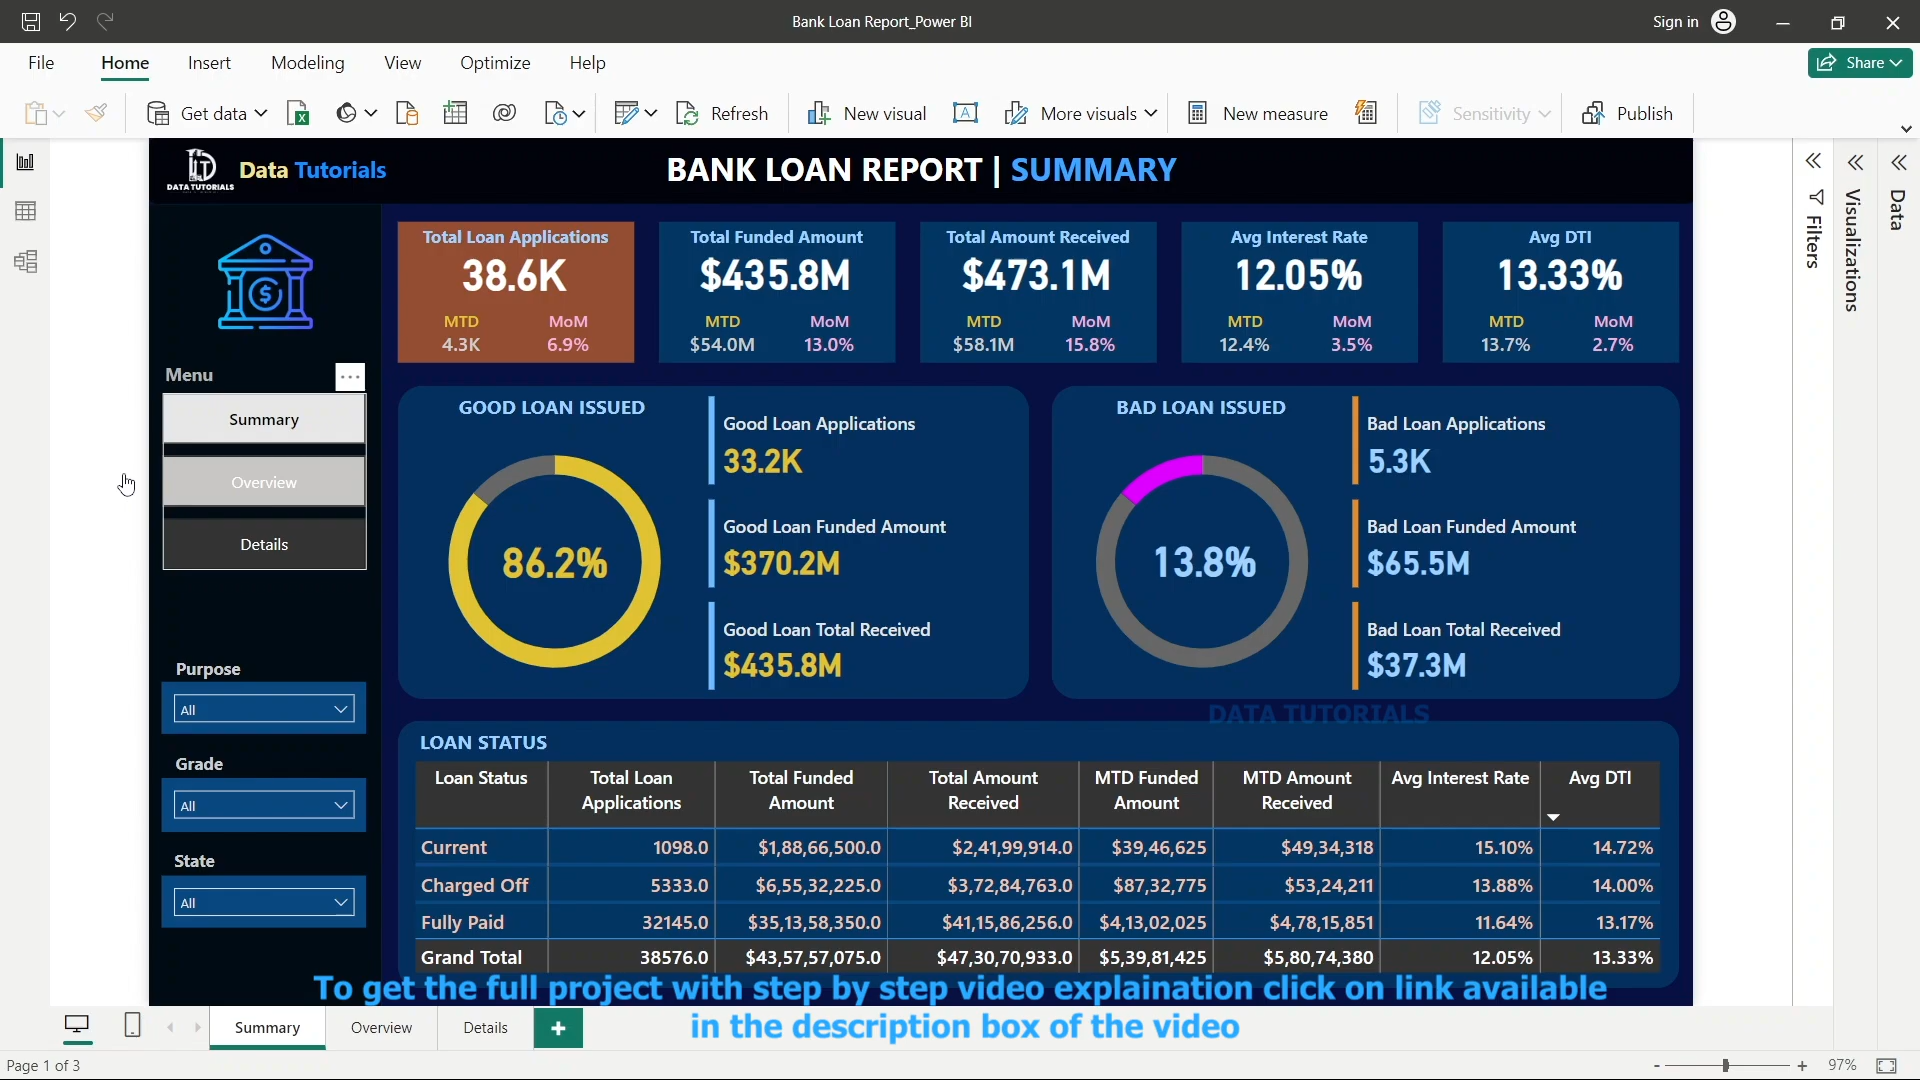 Bank Loan Report_Power BI
Sign in
File Home Insert Modeling View Optimize Help
Share
Get data
Refresh
New visual
A
More visuals
New measure
Sensitivity
Publish
DATA TUTORIALS
Data Tutorials
BANK LOAN REPORT | SUMMARY
Total Loan Applications
38.6K
MTD MoM
4.3K 6.9%
Total Funded Amount
$435.8M
MTD MoM
$54.0M 13.0%
Total Amount Received
$473.1M
MTD MoM
$58.1M 15.8%
Avg Interest Rate
12.05%
MTD MoM
12.4% 3.5%
Avg DTI
13.33%
MTD MoM
13.7% 2.7%
Filters
Visualizations
Data
$
Menu
...
Summary
Overview
Details
Purpose
All
Grade
All
State
All
GOOD LOAN ISSUED
86.2%
Good Loan Applications
33.2K
Good Loan Funded Amount
$370.2M
Good Loan Total Received
$435.8M
BAD LOAN ISSUED
13.8%
Bad Loan Applications
5.3K
Bad Loan Funded Amount
$65.5M
Bad Loan Total Received
$37.3M
DATA TUTORIALS
LOAN STATUS
Loan Status Total Loan Applications Total Funded Amount Total Amount Received MTD Funded Amount MTD Amount Received Avg Interest Rate Avg DTI
Current 1098.0 $1,88,66,500.0 $2,41,99,914.0 $39,46,625 $49,34,318 15.10% 14.72%
Charged Off 5333.0 $6,55,32,225.0 $3,72,84,763.0 $87,32,775 $53,24,211 13.88% 14.00%
Fully Paid 32145.0 $35,13,58,350.0 $41,15,86,256.0 $4,13,02,025 $4,78,15,851 11.64% 13.17%
Grand Total 38576.0 $43,57,57,075.0 $47,30,70,933.0 $5,39,81,425 $5,80,74,380 12.05% 13.33%
To get the full project with step by step video explaination click on link available
in the description box of the video
Summary Overview Details +
Page 1 of 3
- + 97%